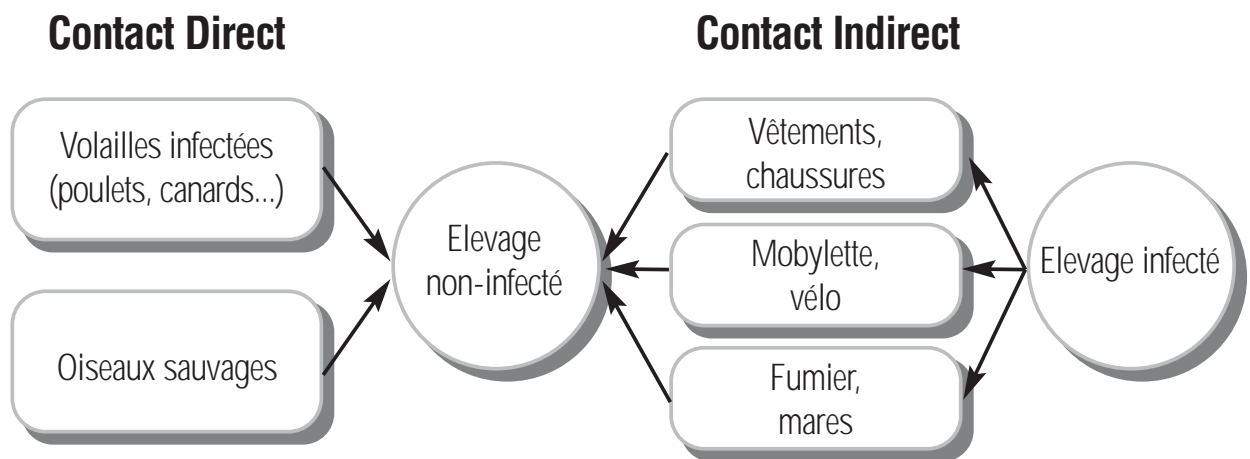 Contact Direct
Contact Indirect
Volailles infectées
(poulets, canards...)
Oiseaux sauvages
Elevage
non-infecté
Vêtements,
chaussures
Mobylette,
vélo
Fumier,
mares
Elevage infecté